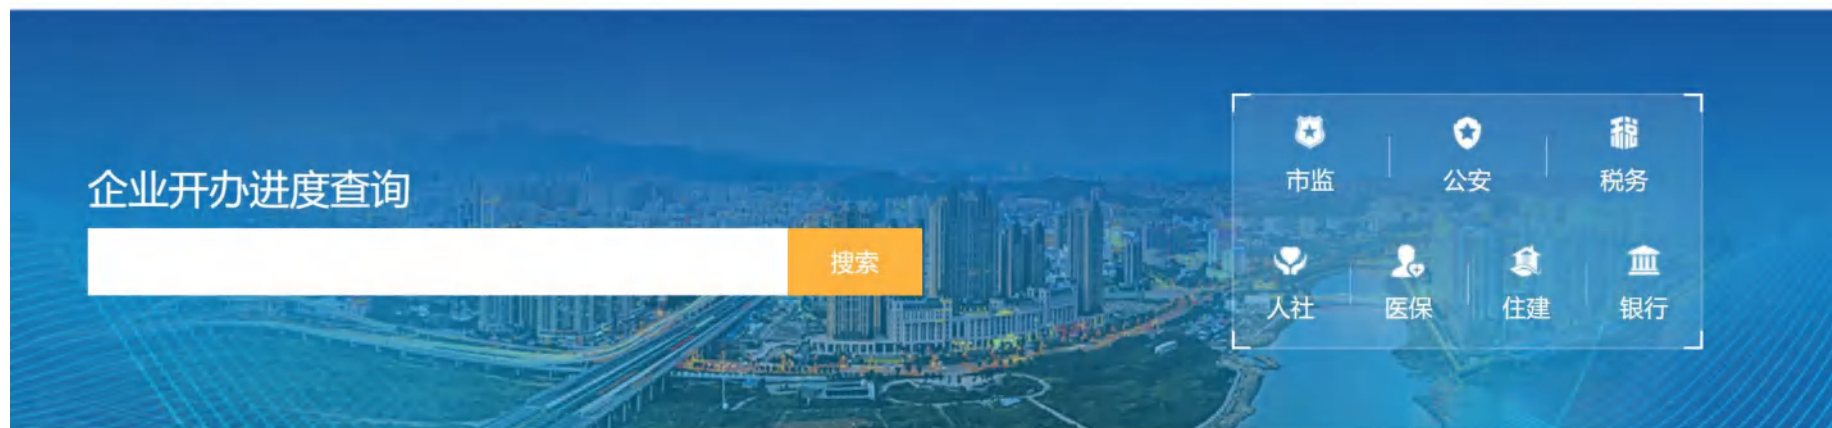 企业开办进度查询
搜索
市监 公安 税务
人社 医保 住建 银行